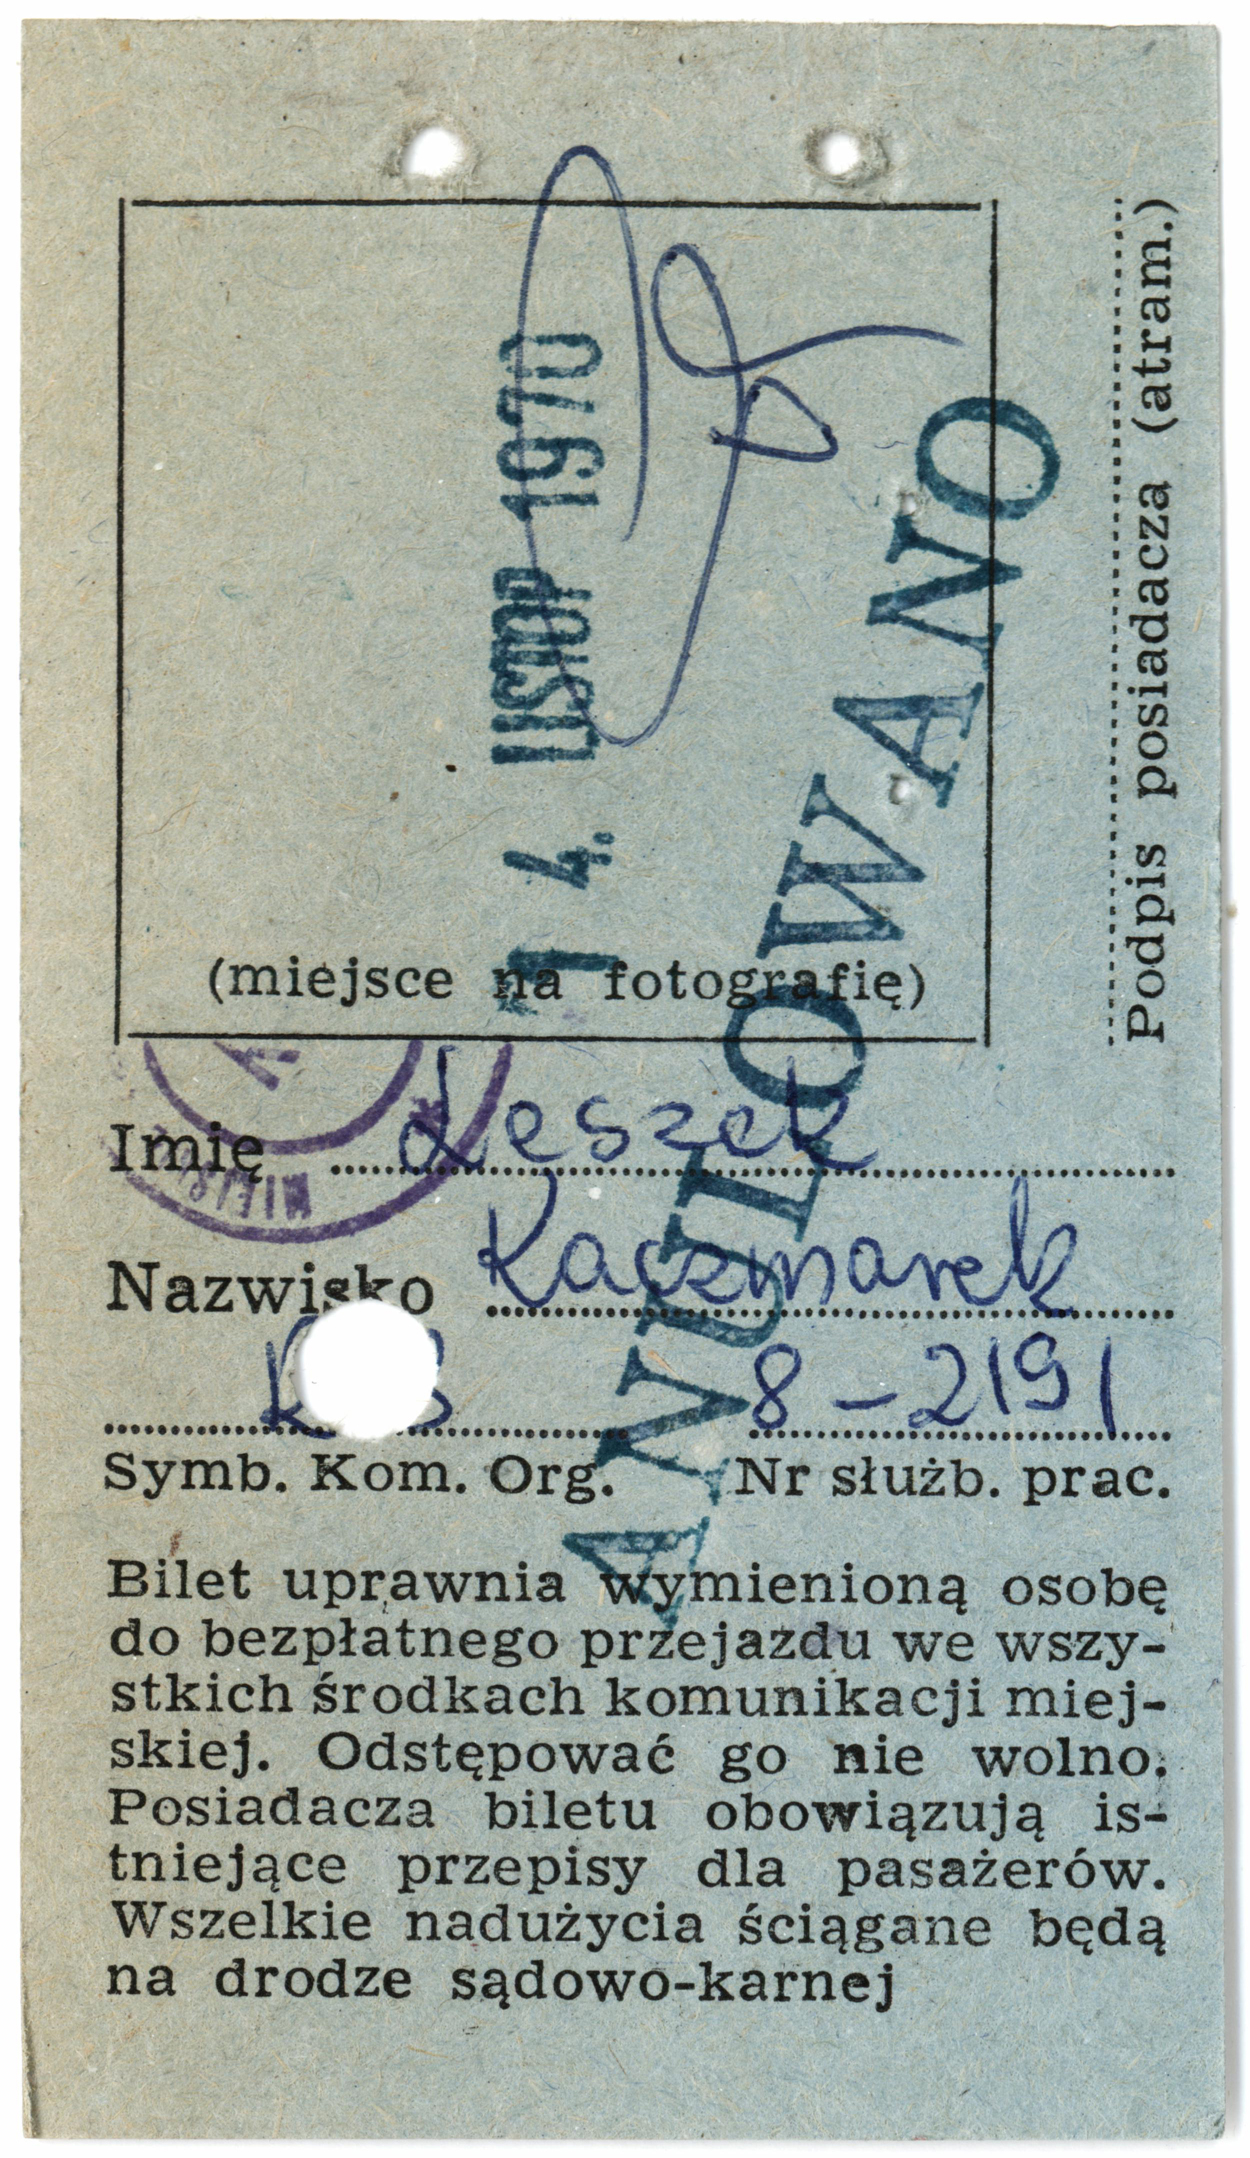 14. LISTOP 1970
ANULOWANO
(miejsce na fotografię)
Podpis posiadacza (atram.)
Imię Leszek
Nazwisko Kaczmarek
8-2191
Symb. Kom. Org. Nr służb. prac.
Bilet uprawnia wymienioną osobę
do bezpłatnego przejazdu we wszy-
stkich środkach komunikacji miej-
skiej. Odstępować go nie wolno.
Posiadacza biletu obowiązują is-
tniejące przepisy dla pasażerów.
Wszelkie nadużycia ściągane będą
na drodze sądowo-karnej